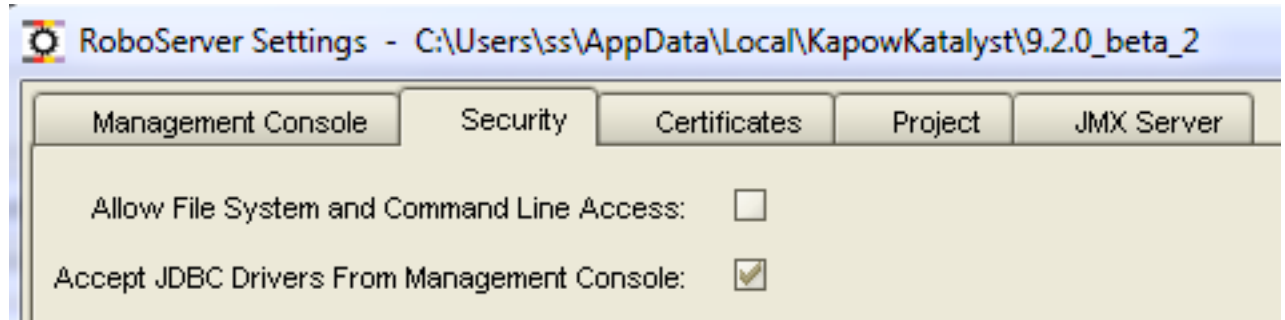 RoboServer Settings - C:\Users\ss\AppData\Local\KapowKatalyst\9.2.0_beta_2
Management Console Security Certificates Project JMX Server
Allow File System and Command Line Access:
Accept JDBC Drivers From Management Console: